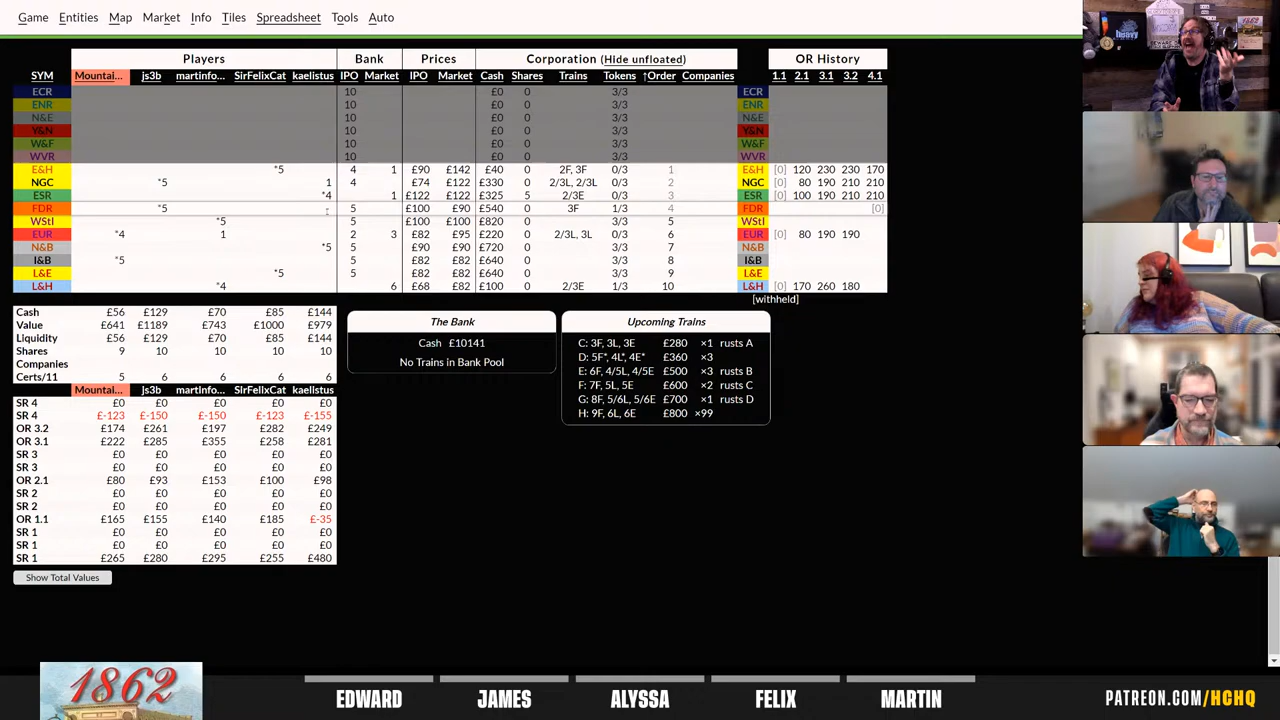 Game Entities Map Market Info Tiles Spreadsheet Tools Auto
Players Bank Prices Corporation (Hide unfloated) OR History
SYM Mountai... js3b martinfo... SirFelixCat kaelistus IPO Market IPO Market Cash Shares Trains Tokens ↑Order Companies 1.1 2.1 3.1 3.2 4.1
ECR 10 £0 0 3/3 ECR
ENR 10 £0 0 3/3 ENR
N&E 10 £0 0 3/3 N&E
Y&N 10 £0 0 3/3 Y&N
W&F 10 £0 0 3/3 W&F
WVR 10 £0 0 3/3 WVR
E&H *5 4 1 £90 £142 £40 0 2F, 3F 0/3 1 E&H [0] 120 230 230 170
NGC *5 1 4 £74 £122 £330 0 2/3L, 2/3L 0/3 2 NGC [0] 80 190 210 210
ESR *4 1 £122 £122 £325 5 2/3E 0/3 3 ESR [0] 100 190 210 210
FDR *5 5 £100 £90 £540 0 3F 1/3 4 FDR [0]
WStI *5 5 £100 £100 £820 0 3/3 5 WStI
EUR *4 1 2 3 £82 £95 £220 0 2/3L, 3L 0/3 6 EUR [0] 80 190 190
N&B *5 5 £90 £90 £720 0 3/3 7 N&B
I&B *5 5 £82 £82 £640 0 3/3 8 I&B
L&E *5 5 £82 £82 £640 0 3/3 9 L&E
L&H *4 6 £68 £82 £100 0 2/3E 1/3 10 L&H [0] 170 260 180
[withheld]
Cash £56 £129 £70 £85 £144
Value £641 £1189 £743 £1000 £979
Liquidity £56 £129 £70 £85 £144
Shares 9 10 10 10 10
Companies
Certs/11 5 6 6 6 6
Mountai... js3b martinfo... SirFelixCat kaelistus
SR 4 £0 £0 £0 £0 £0
SR 4 £-123 £-150 £-150 £-123 £-155
OR 3.2 £174 £261 £197 £282 £249
OR 3.1 £222 £285 £355 £258 £281
SR 3 £0 £0 £0 £0 £0
SR 3 £0 £0 £0 £0 £0
OR 2.1 £80 £93 £153 £100 £98
SR 2 £0 £0 £0 £0 £0
SR 2 £0 £0 £0 £0 £0
OR 1.1 £165 £155 £140 £185 £-35
SR 1 £0 £0 £0 £0 £0
SR 1 £0 £0 £0 £0 £0
SR 1 £265 £280 £295 £255 £480
Show Total Values
The Bank
Cash £10141
No Trains in Bank Pool
Upcoming Trains
C: 3F, 3L, 3E £280 ×1 rusts A
D: 5F*, 4L*, 4E* £360 ×3
E: 6F, 4/5L, 4/5E £500 ×3 rusts B
F: 7F, 5L, 5E £600 ×2 rusts C
G: 8F, 5/6L, 5/6E £700 ×1 rusts D
H: 9F, 6L, 6E £800 ×99
1862
EDWARD JAMES ALYSSA FELIX MARTIN
PATREON.COM/HCHQ
heavy
1862